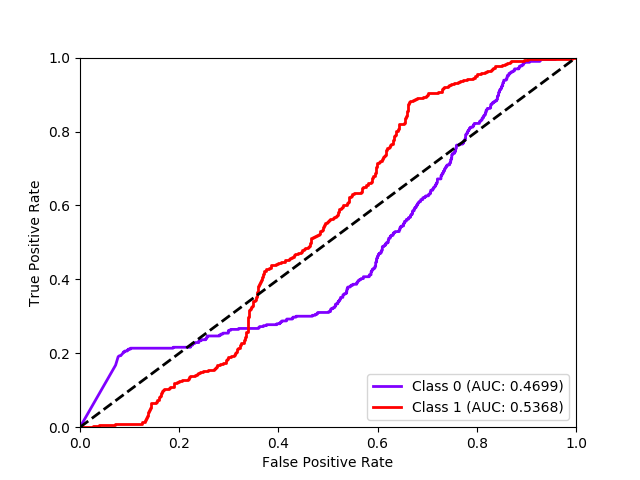 1.0
0.8
0.6
0.4
0.2
0.0
True Positive Rate
0.0 0.2 0.4 0.6 0.8 1.0
False Positive Rate
Class 0 (AUC: 0.4699)
Class 1 (AUC: 0.5368)